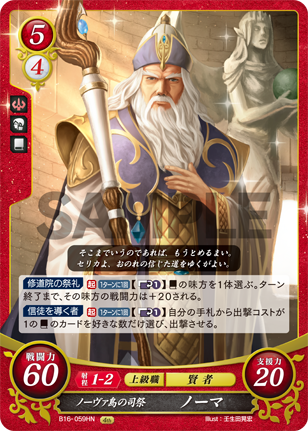 5
4
SAMPLE
そこまでいうのであれば、もうとめるまい。
セリカよ、おのれの信じた道をゆくがよい。
修道院の祭礼 起 1ターンに1回 【1】の味方を1体選ぶ。ターン
終了まで、その味方の戦闘力は+20される。
信徒を導く者 起 1ターンに1回 【1】自分の手札から出撃コストが
1のカードを好きな数だけ選び、出撃させる。
戦闘力
60
射程 1-2
上級職
賢者
支援力
20
B16-059HN
ノーヴァ島の司祭 ノーマ
Illust:壬生田晃宏